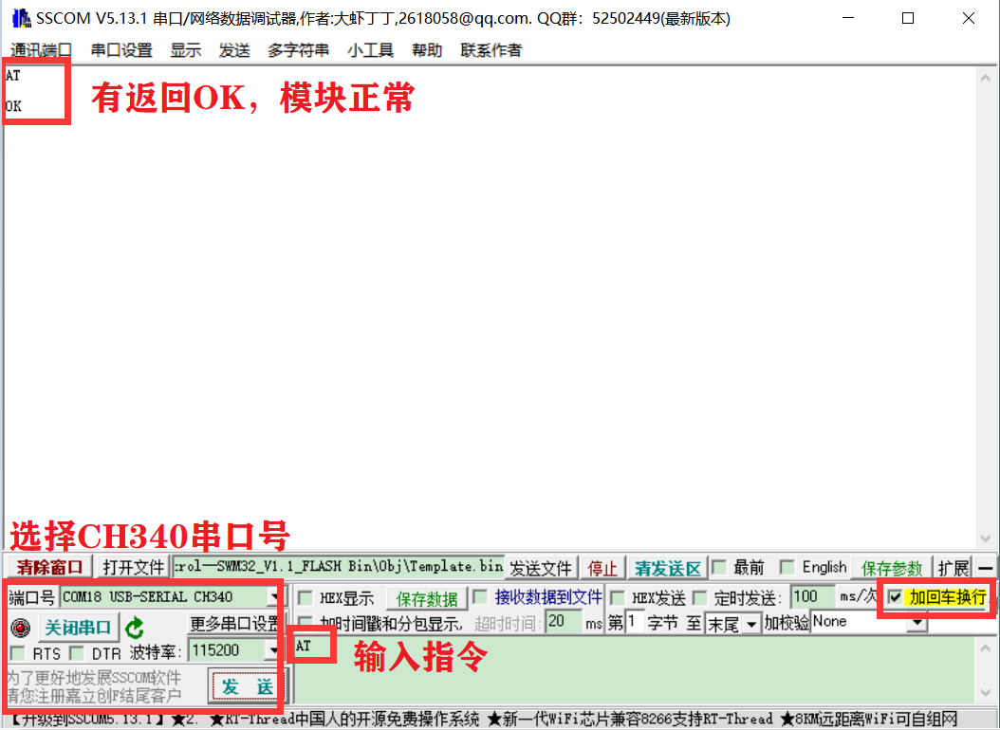 SSCOM V5.13.1 串口/网络数据调试器,作者:大虾丁丁,2618058@qq.com. QQ群：52502449(最新版本)
通讯端口 串口设置 显示 发送 多字符串 小工具 帮助 联系作者
AT
有返回OK，模块正常
OK
选择CH340串口号
清除窗口 打开文件 :rol—SWM32_V1.1_FLASH Bin\Obj\Template.bin 发送文件 停止 清发送区 最前 English 保存参数 扩展 —
端口号 COM18 USB-SERIAL CH340 HEX显示 保存数据 接收数据到文件 HEX发送 定时发送: 100 ms/次 加回车换行
关闭串口 更多串口设置 加时间戳和分包显示, 超时时间: 20 ms 第1 字节 至 末尾 加校验 None
RTS DTR 波特率: 115200 AT
输入指令
为了更好地发展SSCOM软件
请您注册嘉立创F结尾客户
发 送
【升级到SSCOM5.13.1】★2. ★RT-Thread中国人的开源免费操作系统 ★新一代WiFi芯片兼容8266支持RT-Thread ★8KM远距离WiFi可自组网